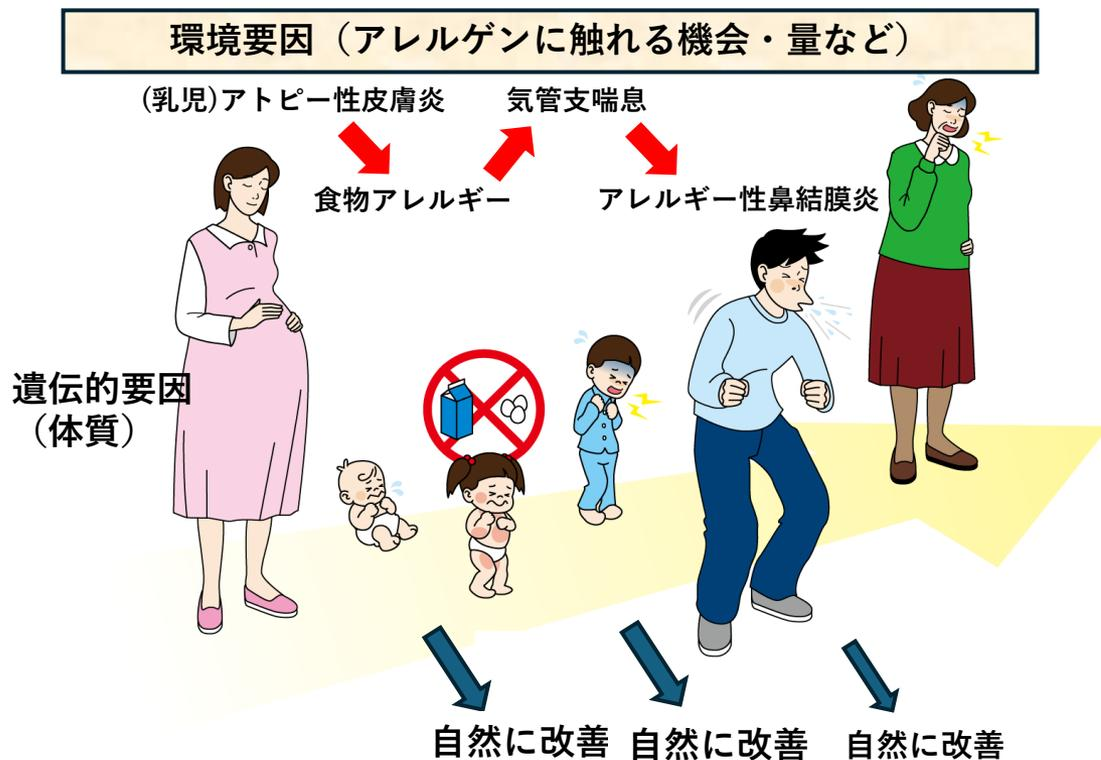 環境要因（アレルゲンに触れる機会・量など）
(乳児)アトピー性皮膚炎
気管支喘息
食物アレルギー
アレルギー性鼻結膜炎
遺伝的要因
（体質）
自然に改善
自然に改善
自然に改善